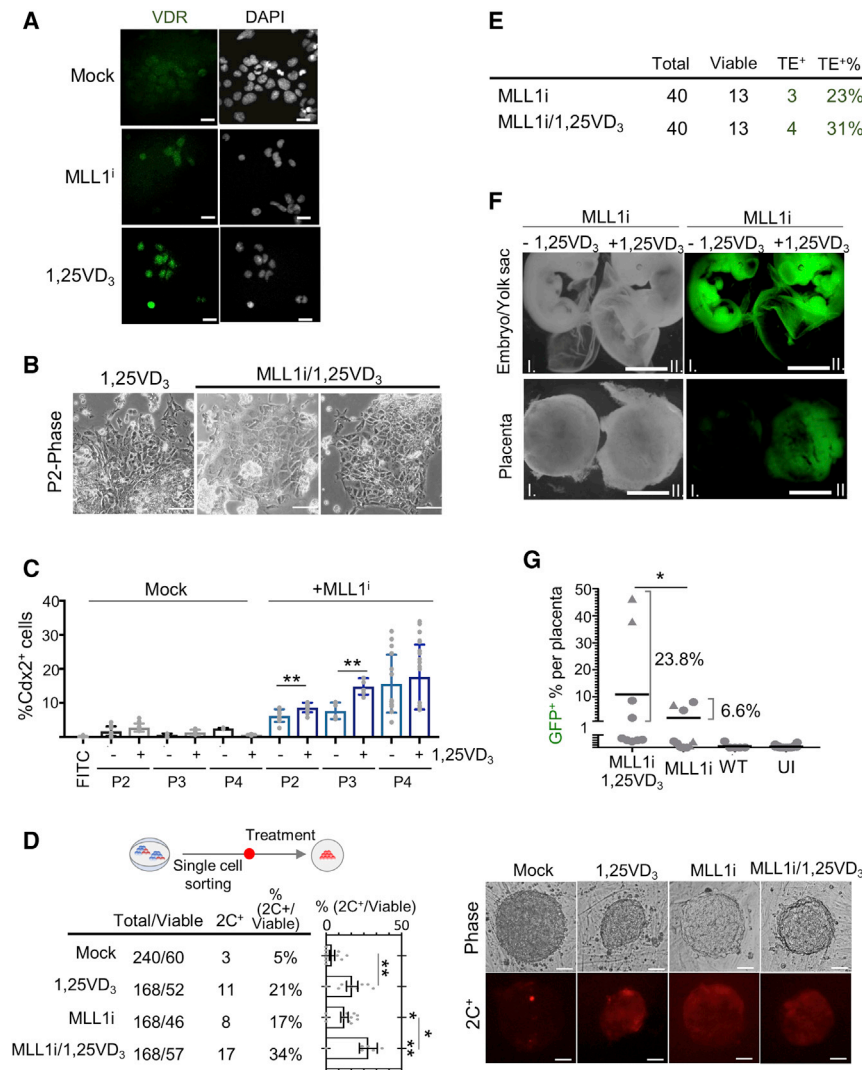 A
VDR DAPI
Mock
MLL1i
1,25VD3
B
1,25VD3 MLL1i/1,25VD3
P2-Phase
C
Mock +MLL1i
%Cdx2+ cells
40
30
20
10
- + - + - + - + - + - + 1,25VD3
FITC P2 P3 P4 P2 P3 P4
** **
D
Treatment
Single cell
sorting
Total/Viable 2C+ % (2C+/Viable) % (2C+/Viable)
0 50
Mock 240/60 3 5%
1,25VD3 168/52 11 21%
MLL1i 168/46 8 17%
MLL1i/1,25VD3 168/57 17 34%
** * * **
E
Total Viable TE+ TE+%
MLL1i 40 13 3 23%
MLL1i/1,25VD3 40 13 4 31%
F
MLL1i MLL1i
- 1,25VD3 +1,25VD3 - 1,25VD3 +1,25VD3
Embryo/Yolk sac
I. II. I. II.
Placenta
I. II. I. II.
G
GFP+ % per placenta
50
40
30
20
10
1
*
23.8%
6.6%
MLL1i
1,25VD3
MLL1i WT UI
Mock 1,25VD3 MLL1i MLL1i/1,25VD3
Phase
2C+